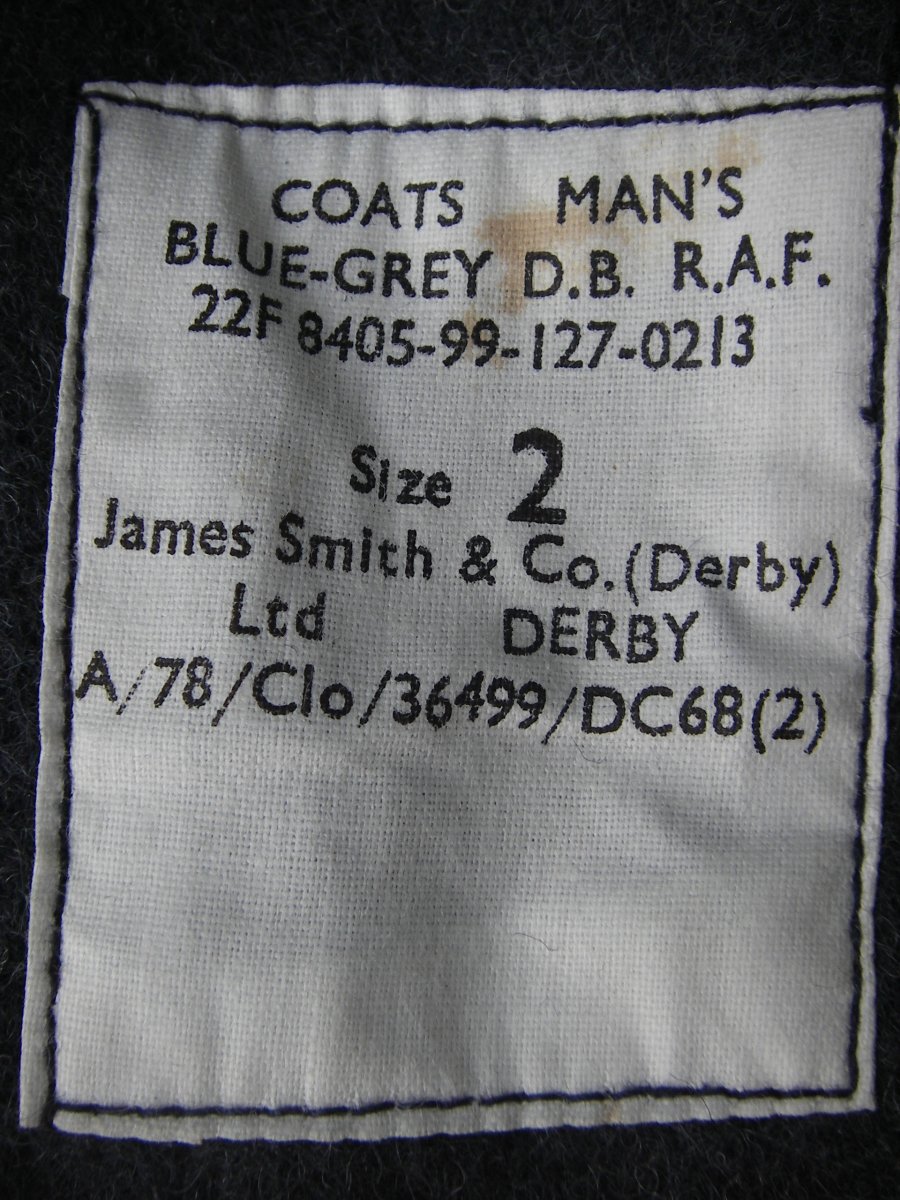 COATS MAN'S
BLUE-GREY D.B. R.A.F.
22F 8405-99-127-0213
Size 2
James Smith & Co.(Derby)
Ltd DERBY
A/78/Clo/36499/DC68(2)